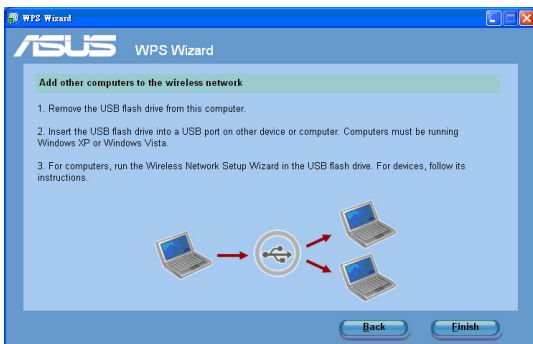 WPS Wizard
ASUS WPS Wizard
Add other computers to the wireless network
1. Remove the USB flash drive from this computer.
2. Insert the USB flash drive into a USB port on other device or computer. Computers must be running
Windows XP or Windows Vista.
3. For computers, run the Wireless Network Setup Wizard in the USB flash drive. For devices, follow its
instructions.
Back Finish